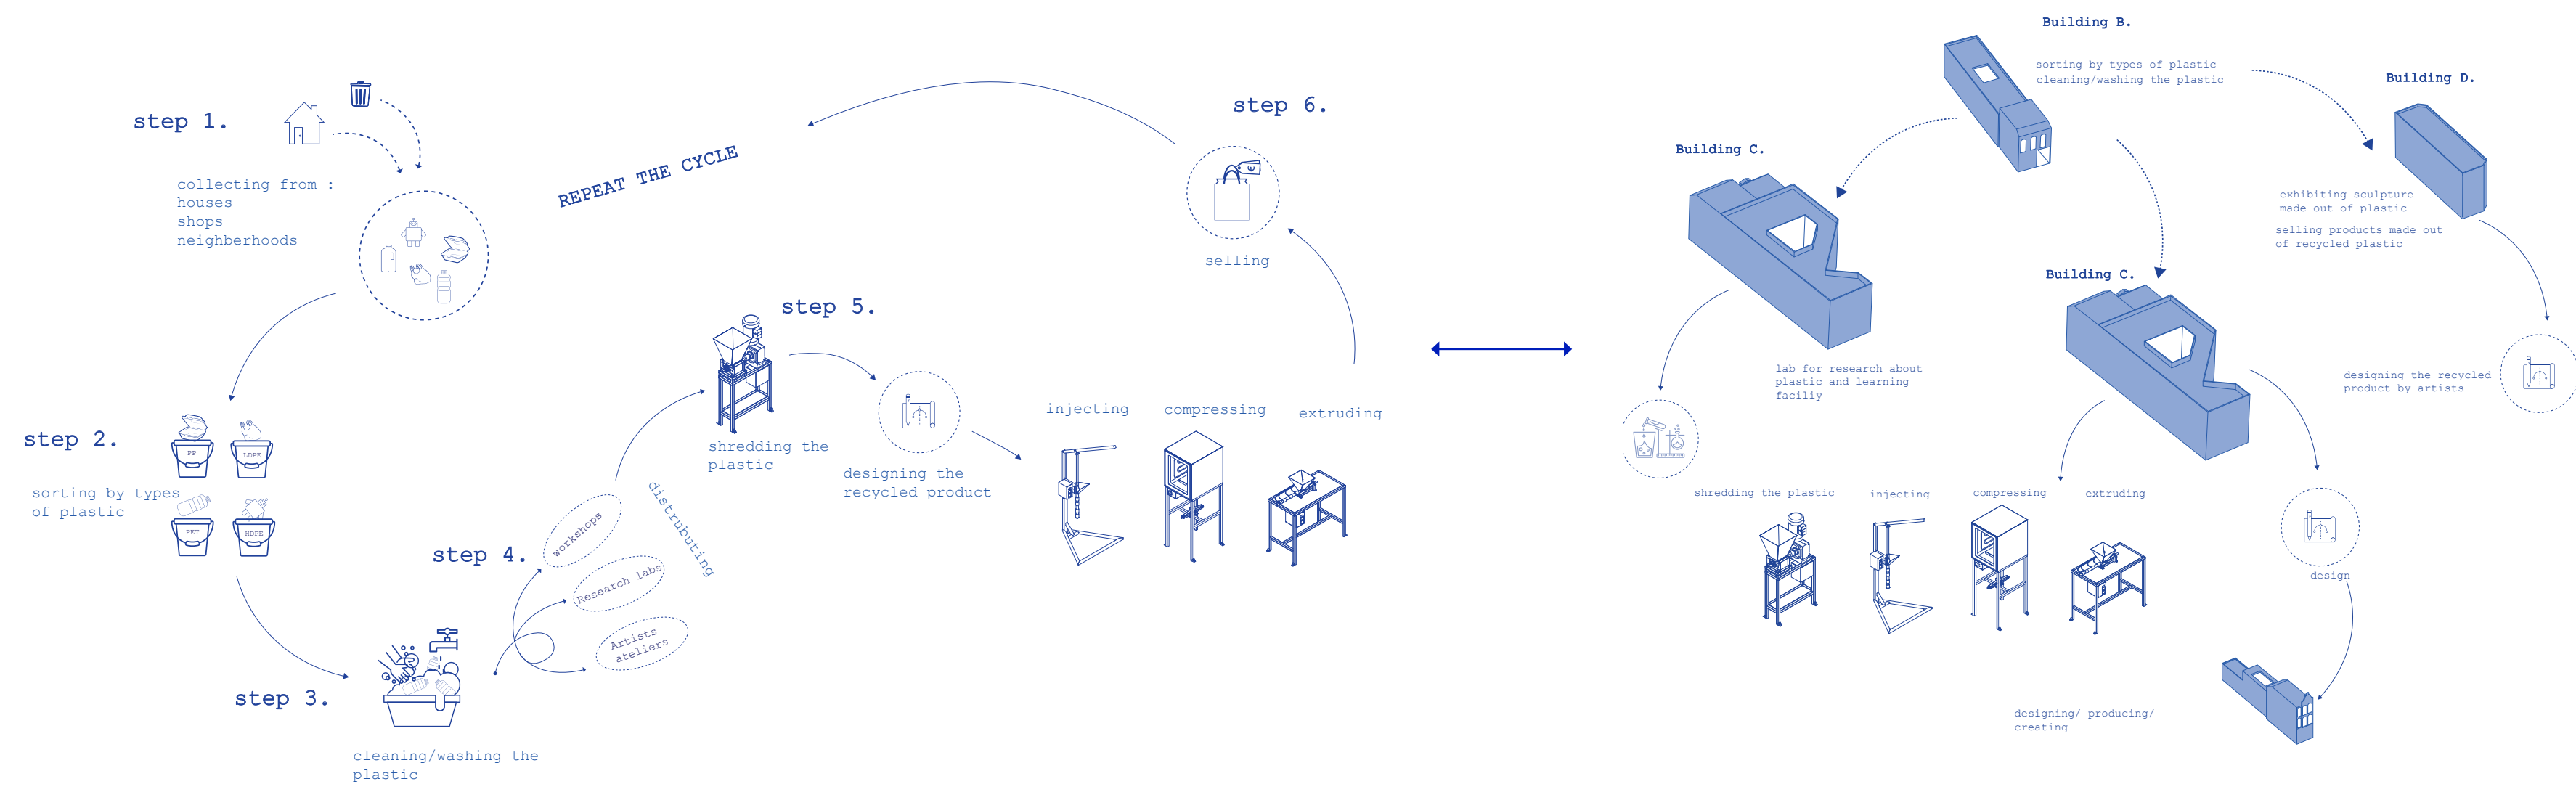 step 1.
collecting from :
houses
shops
neighberhoods
step 2.
PP
LDPE
sorting by types
of plastic
PET
HDPE
step 3.
cleaning/washing the
plastic
step 4.
workshops
Research labs
Artists
ateliers
distrubuting
step 5.
shredding the
plastic
designing the
recycled product
injecting
compressing
extruding
step 6.
selling
REPEAT THE CYCLE
Building B.
sorting by types of plastic
cleaning/washing the plastic
Building D.
exhibiting sculpture
made out of plastic
selling products made out
of recycled plastic
designing the recycled
product by artists
Building C.
lab for research about
plastic and learning
faciliy
Building C.
shredding the plastic
injecting
compressing
extruding
design
designing/ producing/
creating